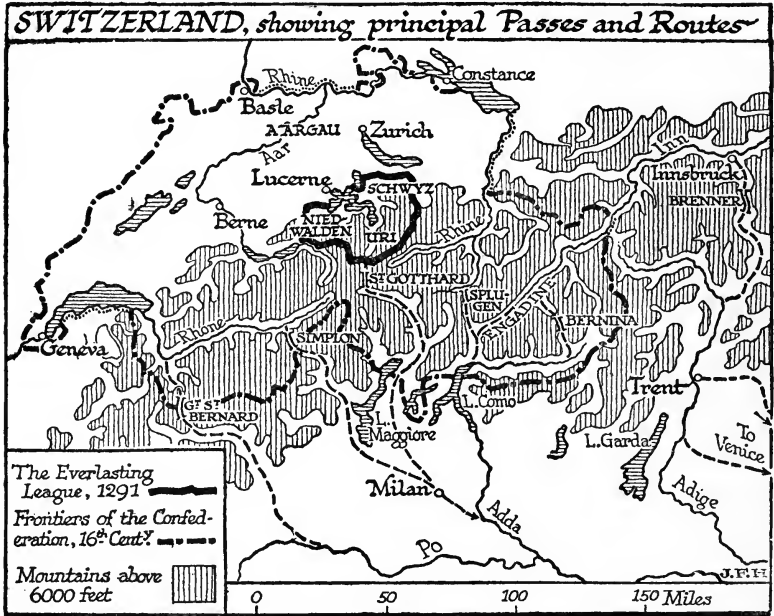 SWITZERLAND, showing principal Passes and Routes
Rhine
Constance
Basle
AARGAU
Zurich
Aar
Inn
Lucerne
SCHWYZ
Innsbruck
BRENNER
Berne
NIED-
WALDEN
URI
Rhine
ST GOTTHARD
SPLU-
GEN
ENGADINE
Rhone
SIMPLON
BERNINA
Geneva
GT ST
BERNARD
Trent
L. Como
L.
Maggiore
L. Garda
To
Venice
Milan
Adda
Adige
Po
The Everlasting
League, 1291
Frontiers of the Confed-
eration, 16th Centy.
Mountains above
6000 feet
J.F.H.
0 50 100 150 Miles